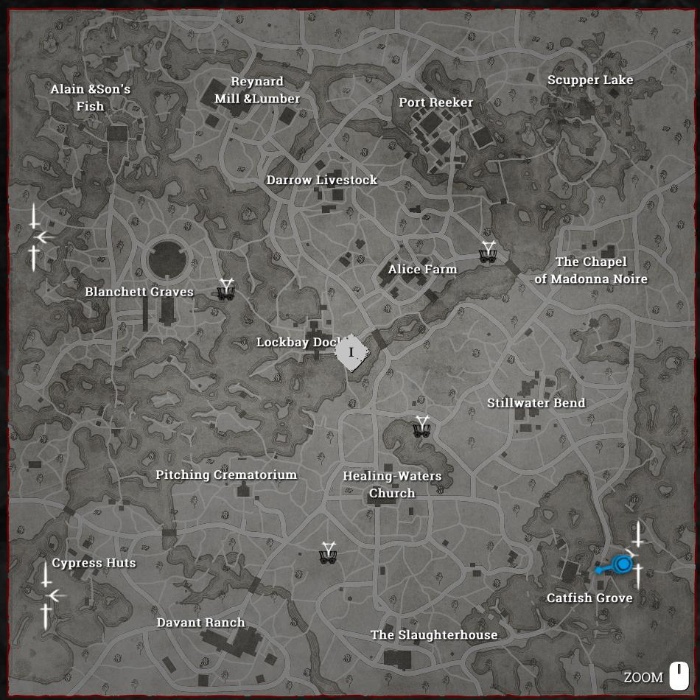 Scupper Lake
Alain &Son's
Fish
Reynard
Mill &Lumber
Port Reeker
Darrow Livestock
Alice Farm
The Chapel
of Madonna Noire
Blanchett Graves
Lockbay Dock
I
Stillwater Bend
Pitching Crematorium
Healing-Waters
Church
Cypress Huts
Catfish Grove
Davant Ranch
The Slaughterhouse
ZOOM